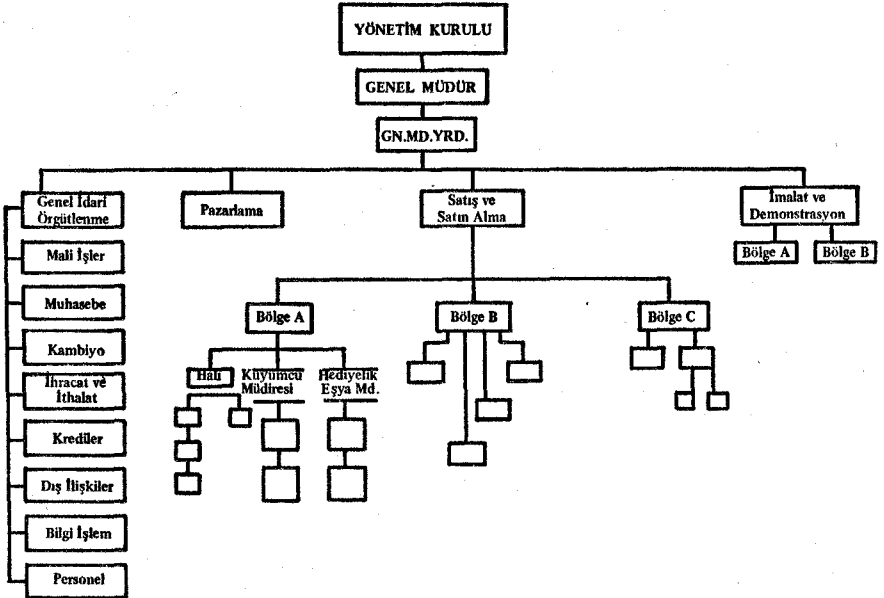 YÖNETİM KURULU
GENEL MÜDÜR
GN.MD.YRD.
Genel İdari
Örgütlenme
Pazarlama
Satış ve
Satın Alma
İmalat ve
Demonstrasyon
Bölge A
Bölge B
Mali İşler
Muhasebe
Kambiyo
İhracat ve
İthalat
Krediler
Dış İlişkiler
Bilgi İşlem
Personel
Bölge A
Bölge B
Bölge C
Halı
Küyümcü
Müdiresi
Hediyelik
Eşya Md.